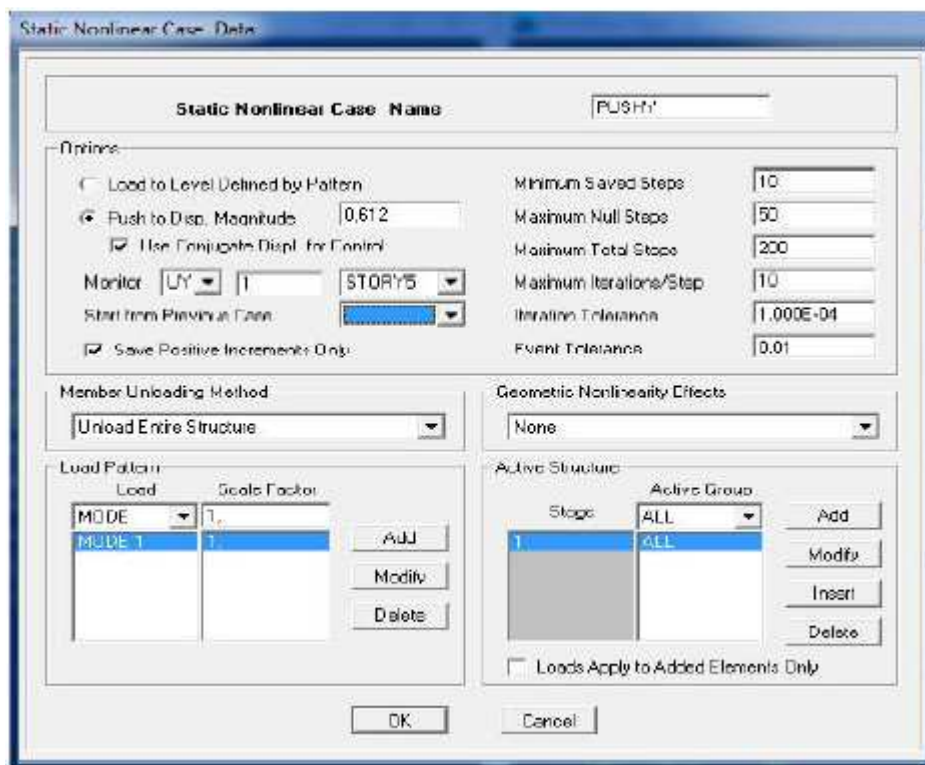 Static Nonlinear Case Data
Static Nonlinear Case Name
PUSHY
Options
Load to Level Defined by Pattern
Push to Disp. Magnitude 0,612
Use Conjugate Displ. for Control
Monitor UY 1 STORY5
Start from Previous Case
Save Positive Increments Only
Minimum Saved Steps 10
Maximum Null Steps 50
Maximum Total Steps 200
Maximum Iterations/Step 10
Iteration Tolerance 1.000E-04
Event Tolerance 0.01
Member Unloading Method
Unload Entire Structure
Geometric Nonlinearity Effects
None
Load Pattern
Load Scale Factor
MODE 1,
MODE 1 1,
Add
Modify
Delete
Active Structure
Active Group
Stage ALL
1 ALL
Add
Modify
Insert
Delete
Loads Apply to Added Elements Only
OK Cancel